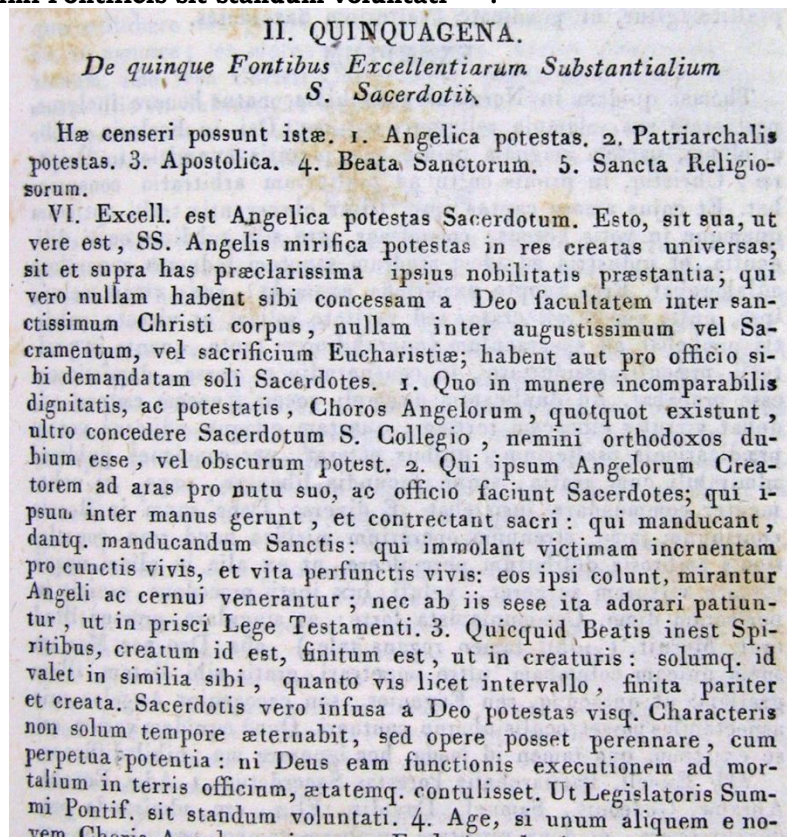 mi Pontificis sit standum voluntati
II. QUINQUAGENA.
De quinque Fontibus Excellentiarum Substantialium
S. Sacerdotii.
Hæ censeri possunt istæ. 1. Angelica potestas. 2. Patriarchalis
potestas. 3. Apostolica. 4. Beata Sanctorum. 5. Sancta Religio-
sorum.
VI. Excell. est Angelica potestas Sacerdotum. Esto, sit sua, ut
vere est, SS. Angelis mirifica potestas in res creatas universas;
sit et supra has præclarissima ipsius nobilitatis præstantia; qui
vero nullam habent sibi concessam a Deo facultatem inter san-
ctissimum Christi corpus, nullam inter augustissimum vel Sa-
cramentum, vel sacrificium Eucharistiæ; habent aut pro officio si-
bi demandatam soli Sacerdotes. 1. Quo in munere incomparabilis
dignitatis, ac potestatis, Choros Angelorum, quotquot existunt,
ultro concedere Sacerdotum S. Collegio, nemini orthodoxos du-
bium esse, vel obscurum potest. 2. Qui ipsum Angelorum Crea-
torem ad aras pro nutu suo, ac officio faciunt Sacerdotes; qui i-
psum inter manus gerunt, et contrectant sacri: qui manducant,
dantq. manducandum Sanctis: qui immolant victimam incruentam
pro cunctis vivis, et vita perfunctis vivis: eos ipsi colunt, mirantur
Angeli ac cernui venerantur; nec ab iis sese ita adorari patiun-
tur, ut in prisci Lege Testamenti. 3. Quicquid Beatis inest Spi-
ritibus, creatum id est, finitum est, ut in creaturis: solumq. id
valet in similia sibi, quanto vis licet intervallo, finita pariter
et creata. Sacerdotis vero infusa a Deo potestas visq. Characteris
non solum tempore æternabit, sed opere posset perennare, cum
perpetua potentia: ni Deus eam functionis executionem ad mor-
talium in terris officium, ætatemq. contulisset. Ut Legislatoris Sum-
mi Pontif. sit standum voluntati. 4. Age, si unum aliquem e no-
vem Choris